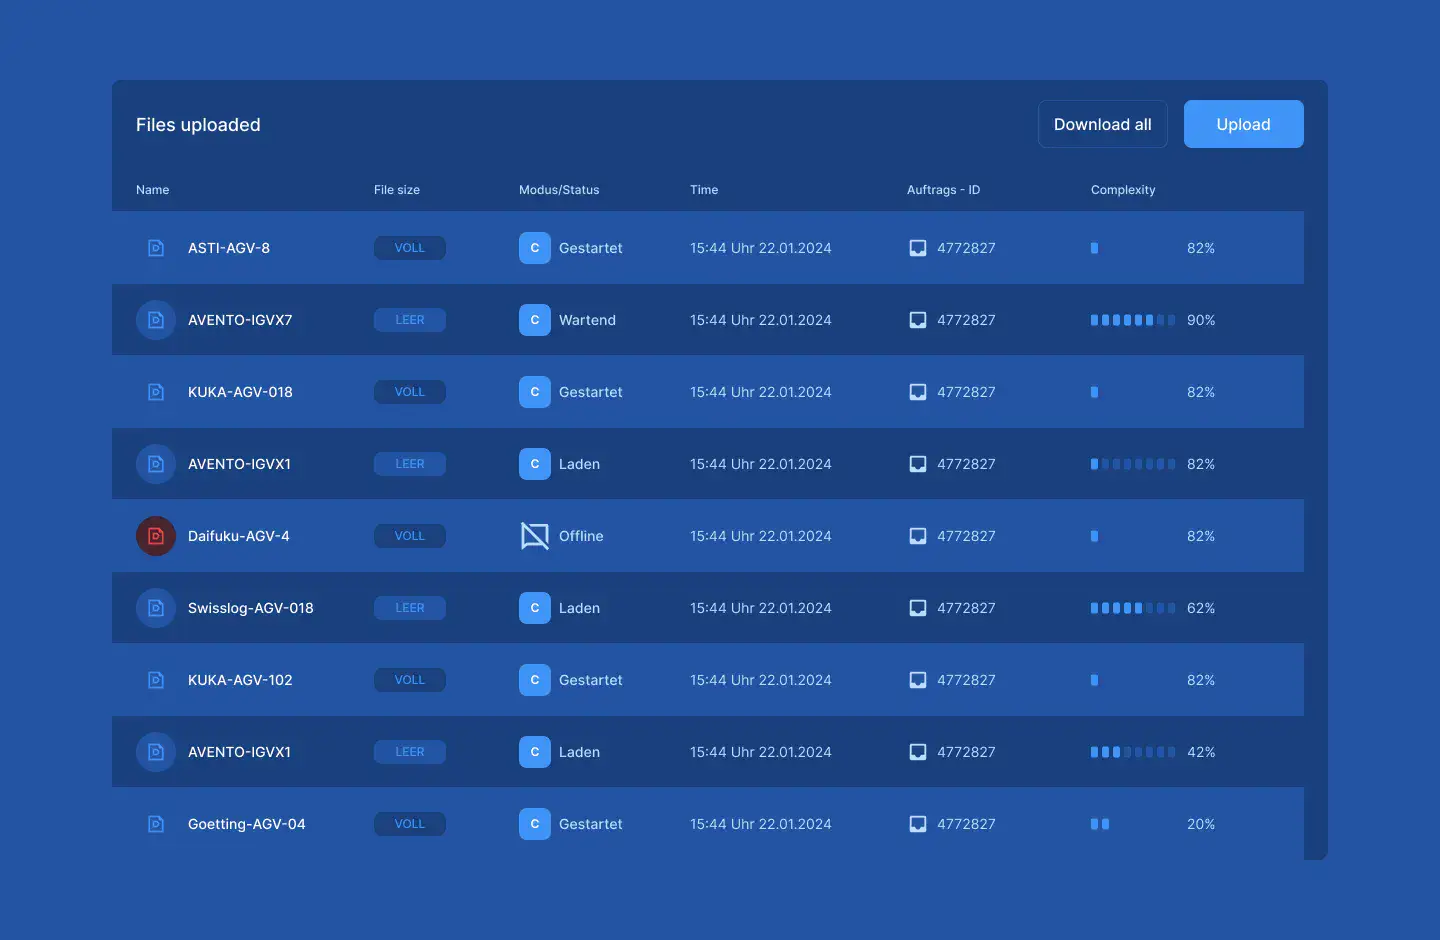 Files uploaded Download all Upload
Name File size Modus/Status Time Auftrags - ID Complexity
ASTI-AGV-8 VOLL C Gestartet 15:44 Uhr 22.01.2024 4772827 82%
AVENTO-IGVX7 LEER C Wartend 15:44 Uhr 22.01.2024 4772827 90%
KUKA-AGV-018 VOLL C Gestartet 15:44 Uhr 22.01.2024 4772827 82%
AVENTO-IGVX1 LEER C Laden 15:44 Uhr 22.01.2024 4772827 82%
Daifuku-AGV-4 VOLL Offline 15:44 Uhr 22.01.2024 4772827 82%
Swisslog-AGV-018 LEER C Laden 15:44 Uhr 22.01.2024 4772827 62%
KUKA-AGV-102 VOLL C Gestartet 15:44 Uhr 22.01.2024 4772827 82%
AVENTO-IGVX1 LEER C Laden 15:44 Uhr 22.01.2024 4772827 42%
Goetting-AGV-04 VOLL C Gestartet 15:44 Uhr 22.01.2024 4772827 20%